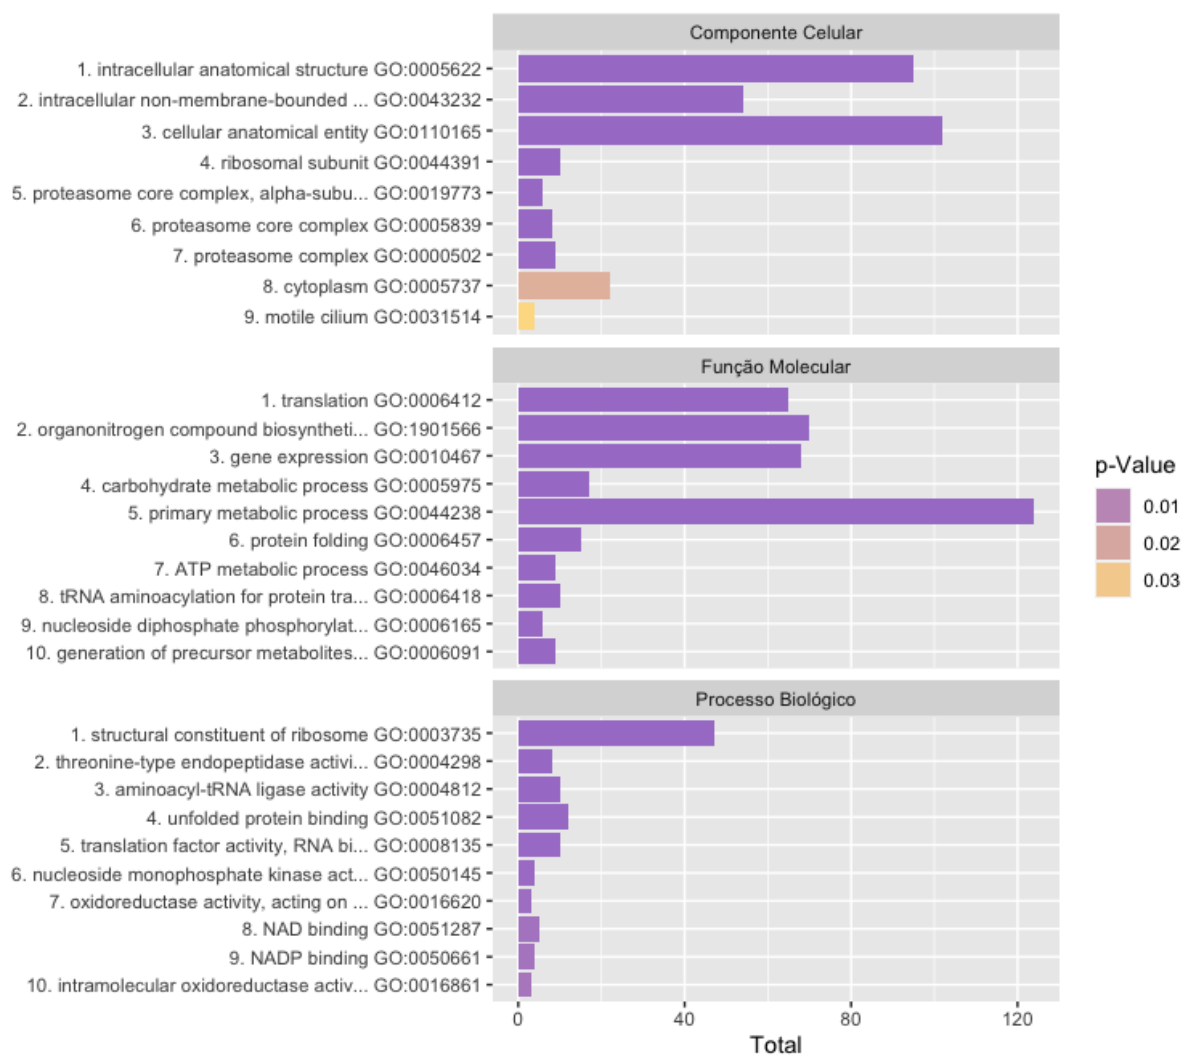 Componente Celular
1. intracellular anatomical structure GO:0005622
2. intracellular non-membrane-bounded ... GO:0043232
3. cellular anatomical entity GO:0110165
4. ribosomal subunit GO:0044391
5. proteasome core complex, alpha-subu... GO:0019773
6. proteasome core complex GO:0005839
7. proteasome complex GO:0000502
8. cytoplasm GO:0005737
9. motile cilium GO:0031514
Função Molecular
1. translation GO:0006412
2. organonitrogen compound biosyntheti... GO:1901566
3. gene expression GO:0010467
4. carbohydrate metabolic process GO:0005975
5. primary metabolic process GO:0044238
6. protein folding GO:0006457
7. ATP metabolic process GO:0046034
8. tRNA aminoacylation for protein tra... GO:0006418
9. nucleoside diphosphate phosphorylat... GO:0006165
10. generation of precursor metabolites... GO:0006091
Processo Biológico
1. structural constituent of ribosome GO:0003735
2. threonine-type endopeptidase activi... GO:0004298
3. aminoacyl-tRNA ligase activity GO:0004812
4. unfolded protein binding GO:0051082
5. translation factor activity, RNA bi... GO:0008135
6. nucleoside monophosphate kinase act... GO:0050145
7. oxidoreductase activity, acting on ... GO:0016620
8. NAD binding GO:0051287
9. NADP binding GO:0050661
10. intramolecular oxidoreductase activ... GO:0016861
0 40 80 120
Total
p-Value
0.01
0.02
0.03